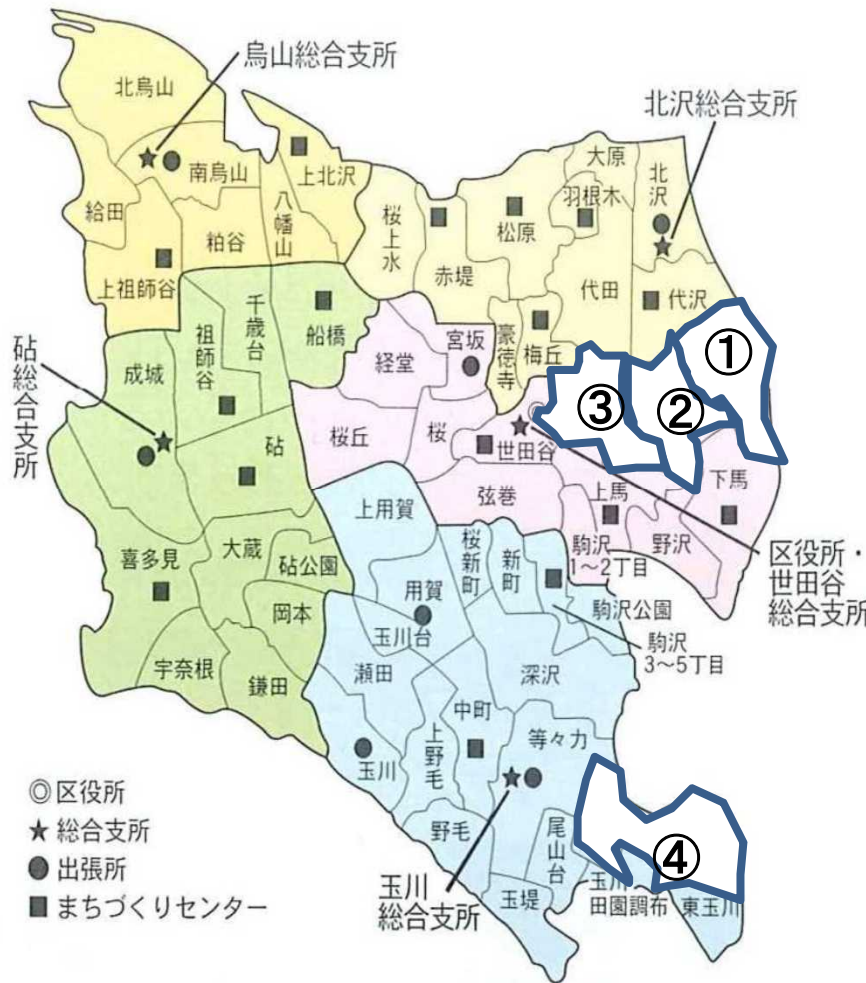 烏山総合支所
北沢総合支所
北烏山
南烏山
上北沢
給田
粕谷
八幡山
上祖師谷
桜上水
赤堤
松原
大原
羽根木
北沢
代田
代沢
豪徳寺
梅丘
砧総合支所
成城
祖師谷
千歳台
船橋
砧
喜多見
大蔵
砧公園
岡本
宇奈根
鎌田
経堂
宮坂
桜丘
桜
世田谷
弦巻
上馬
下馬
野沢
駒沢
1~2丁目
①
②
③
区役所・
世田谷
総合支所
上用賀
桜新町
新町
用賀
駒沢公園
駒沢
3~5丁目
玉川台
瀬田
深沢
中町
上野毛
等々力
玉川
野毛
尾山台
④
玉堤
玉川
田園調布
東玉川
玉川
総合支所
◎区役所
★総合支所
●出張所
■まちづくりセンター